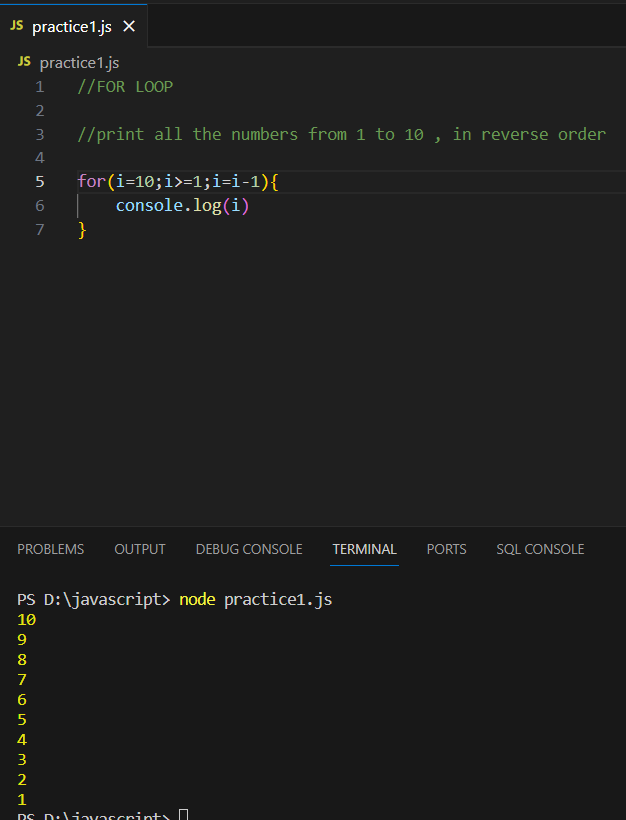 JS practice1.js ×
JS practice1.js
1 //FOR LOOP
2
3 //print all the numbers from 1 to 10 , in reverse order
4
5 for(i=10;i>=1;i=i-1){
6     console.log(i)
7 }
PROBLEMS OUTPUT DEBUG CONSOLE TERMINAL PORTS SQL CONSOLE
PS D:\javascript> node practice1.js
10
9
8
7
6
5
4
3
2
1
PS D:\javascript>